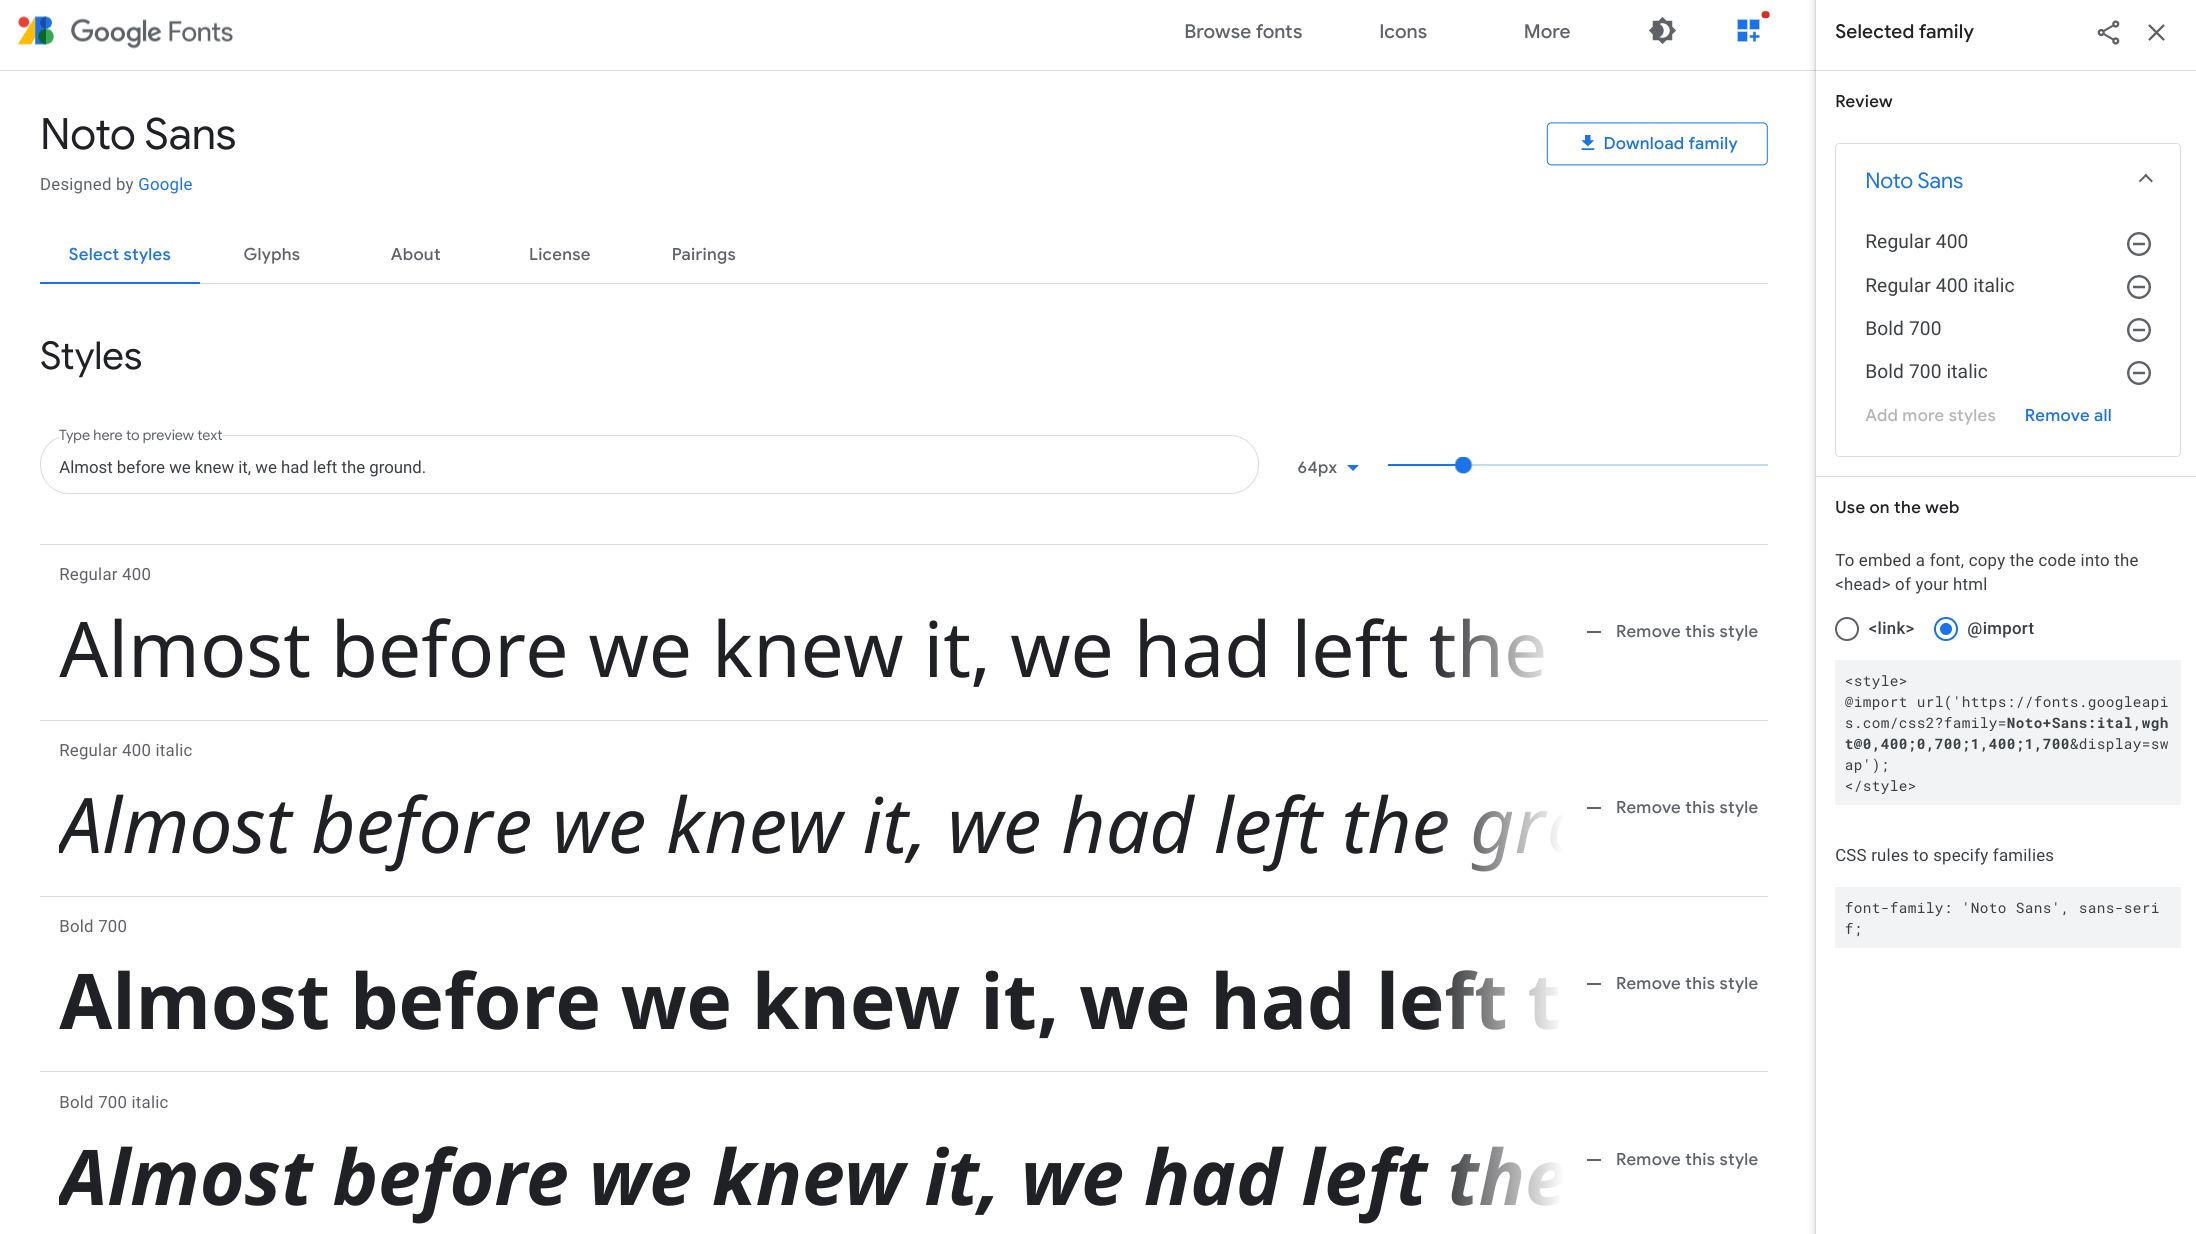 Google Fonts
Browse fonts
Icons
More
Noto Sans
Designed by Google
Download family
Select styles
Glyphs
About
License
Pairings
Styles
Type here to preview text
Almost before we knew it, we had left the ground.
64px
Regular 400
Almost before we knew it, we had left the
Remove this style
Regular 400 italic
Almost before we knew it, we had left the gro
Remove this style
Bold 700
Almost before we knew it, we had left t
Remove this style
Bold 700 italic
Almost before we knew it, we had left the
Remove this style
Selected family
Review
Noto Sans
Regular 400
Regular 400 italic
Bold 700
Bold 700 italic
Add more styles
Remove all
Use on the web
To embed a font, copy the code into the
<head> of your html
<link>
@import
<style>
@import url('https://fonts.googleapi
s.com/css2?family=Noto+Sans:ital,wgh
t@0,400;0,700;1,400;1,700&display=sw
ap');
</style>
CSS rules to specify families
font-family: 'Noto Sans', sans-seri
f;